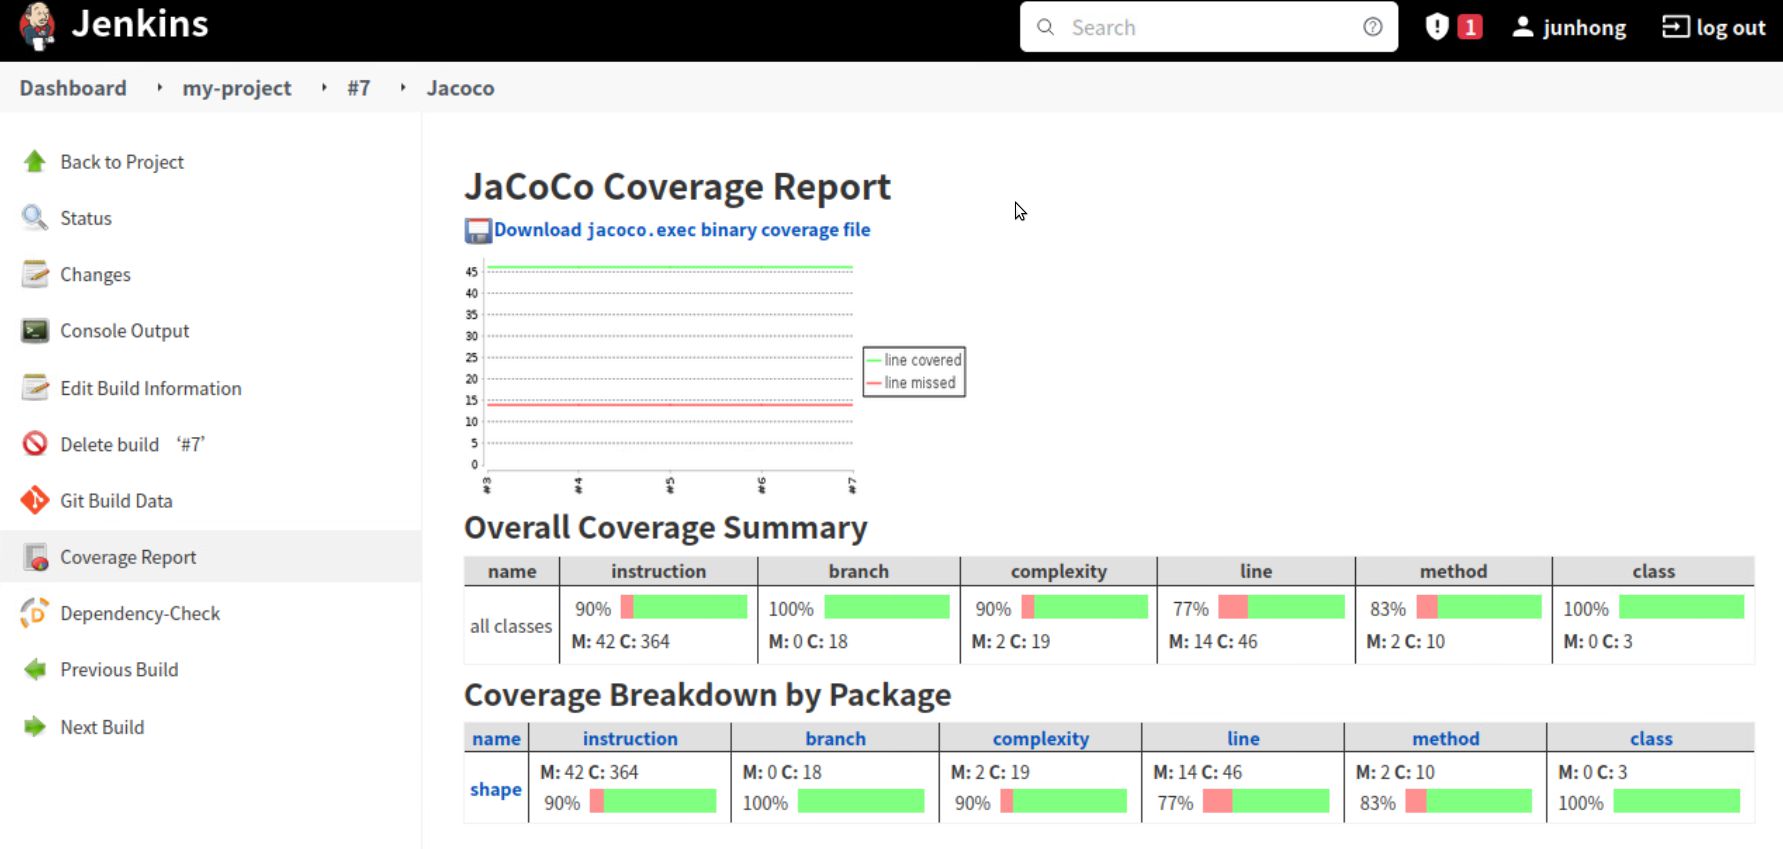 Jenkins
Search
1
junhong
log out
Dashboard
my-project
#7
Jacoco
Back to Project
Status
Changes
Console Output
Edit Build Information
Delete build ‘#7’
Git Build Data
Coverage Report
Dependency-Check
Previous Build
Next Build
JaCoCo Coverage Report
Download jacoco.exec binary coverage file
45
40
35
30
25
20
15
10
5
0
#3 #4 #5 #6 #7
line covered
line missed
Overall Coverage Summary
name instruction branch complexity line method class
all classes
90% 100% 90% 77% 83% 100%
M: 42 C: 364 M: 0 C: 18 M: 2 C: 19 M: 14 C: 46 M: 2 C: 10 M: 0 C: 3
Coverage Breakdown by Package
name instruction branch complexity line method class
shape
M: 42 C: 364 M: 0 C: 18 M: 2 C: 19 M: 14 C: 46 M: 2 C: 10 M: 0 C: 3
90% 100% 90% 77% 83% 100%